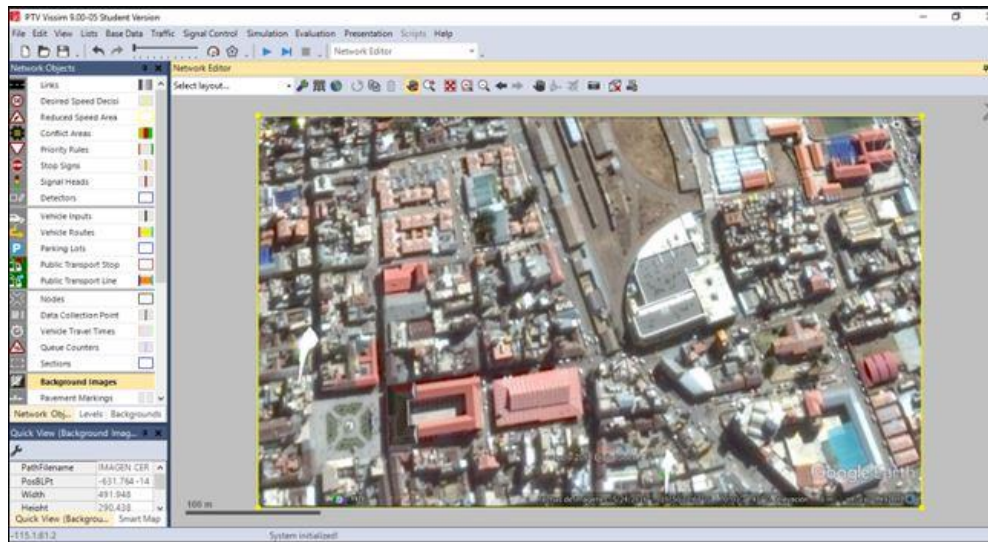 PTV Vissim 9.00-05 Student Version
File Edit View Lists Base Data Traffic Signal Control Simulation Evaluation Presentation Scripts Help
Network Editor
Network Objects
Network Editor
Select layout...
Links
Desired Speed Decisi
Reduced Speed Area
Conflict Areas
Priority Rules
Stop Signs
Signal Heads
Detectors
Vehicle Inputs
Vehicle Routes
P Parking Lots
Public Transport Stop
Public Transport Line
Nodes
Data Collection Point
Vehicle Travel Times
Queue Counters
Sections
Background Images
Pavement Markings
Network Obj... Levels Backgrounds
Quick View (Background Imag...
PathFilename IMAGEN CER
PosBLPt -631.764 -14
Width 491.948
Height 290.438
Quick View (Backgrou... Smart Map
Google Earth
100 m
-115.1:81.2
System initialized!